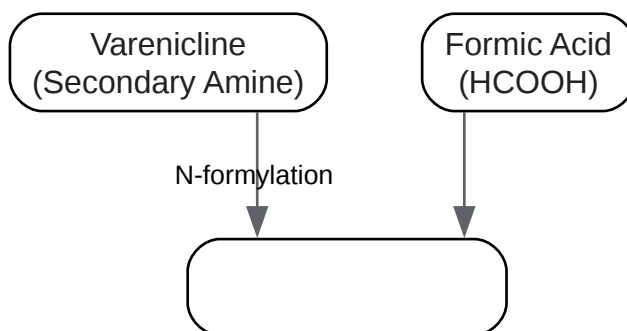 Varenicline
(Secondary Amine)
Formic Acid
(HCOOH)
N-formylation